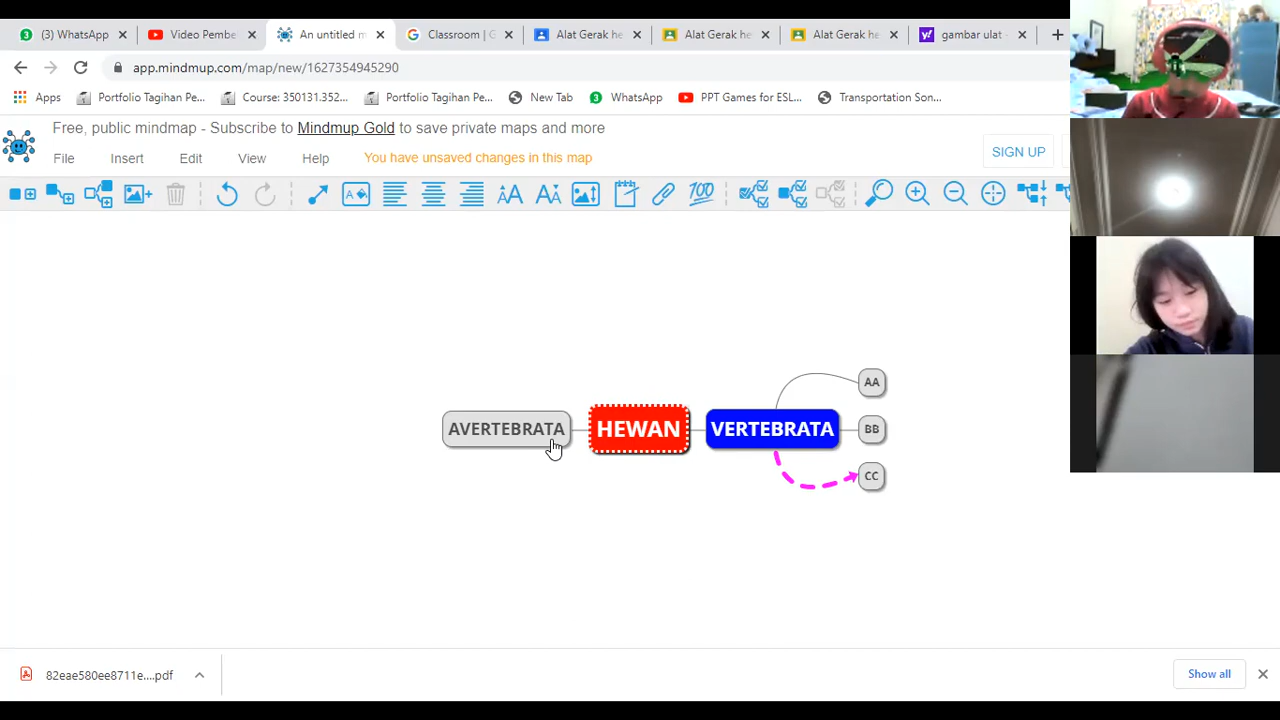 (3) WhatsApp
Video Pembe
An untitled m
Classroom | G
Alat Gerak he
Alat Gerak he
Alat Gerak he
gambar ulat -
app.mindmup.com/map/new/1627354945290
Apps
Portfolio Tagihan Pe...
Course: 350131.352...
Portfolio Tagihan Pe...
New Tab
WhatsApp
PPT Games for ESL...
Transportation Son...
Free, public mindmap - Subscribe to Mindmup Gold to save private maps and more
File
Insert
Edit
View
Help
You have unsaved changes in this map
SIGN UP
100
AVERTEBRATA
HEWAN
VERTEBRATA
AA
BB
CC
82eae580ee8711e....pdf
Show all